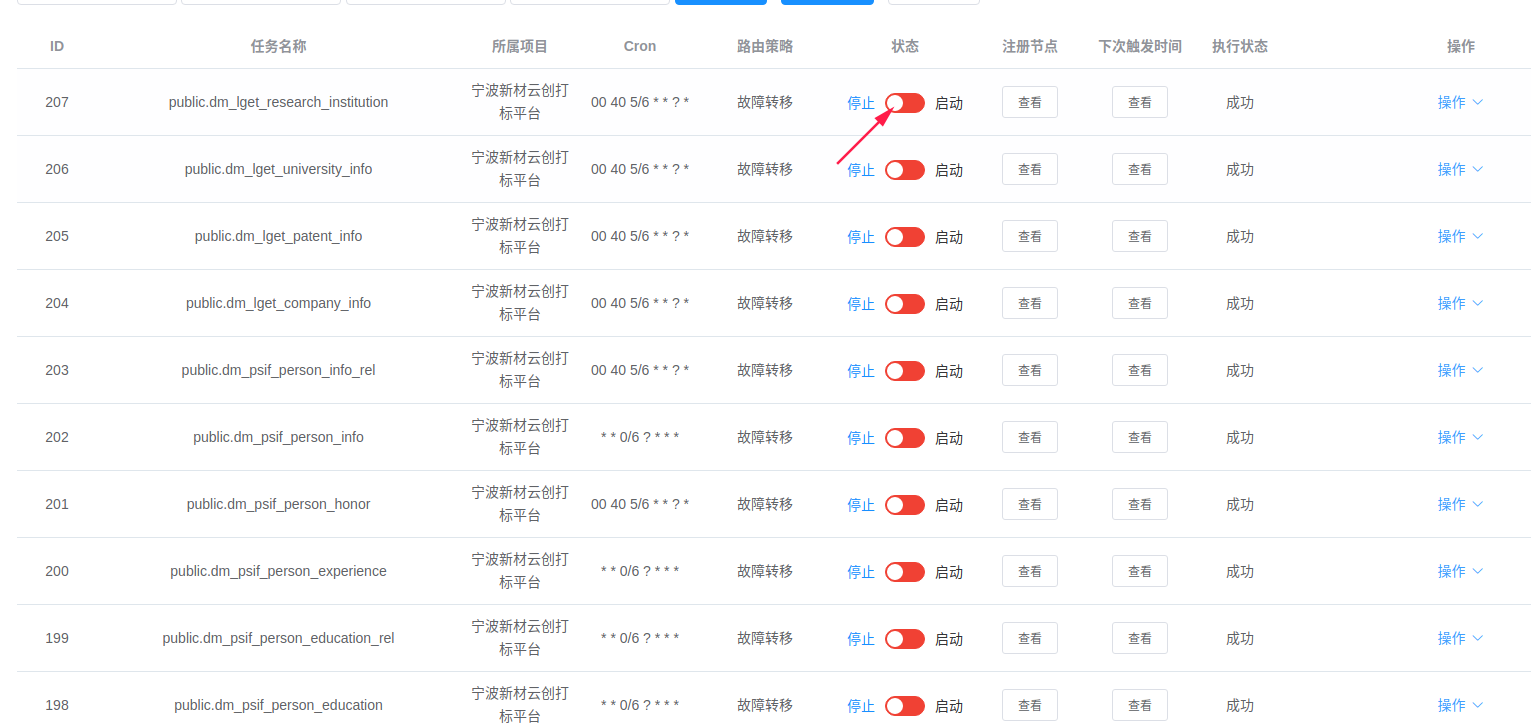 ID 任务名称 所属项目 Cron 路由策略 状态 注册节点 下次触发时间 执行状态 操作
207 public.dm_lget_research_institution 宁波新材云创打 00 40 5/6 * * ? * 故障转移 停止 启动 查看 查看 成功 操作
标平台
206 public.dm_lget_university_info 宁波新材云创打 00 40 5/6 * * ? * 故障转移 停止 启动 查看 查看 成功 操作
标平台
205 public.dm_lget_patent_info 宁波新材云创打 00 40 5/6 * * ? * 故障转移 停止 启动 查看 查看 成功 操作
标平台
204 public.dm_lget_company_info 宁波新材云创打 00 40 5/6 * * ? * 故障转移 停止 启动 查看 查看 成功 操作
标平台
203 public.dm_psif_person_info_rel 宁波新材云创打 00 40 5/6 * * ? * 故障转移 停止 启动 查看 查看 成功 操作
标平台
202 public.dm_psif_person_info 宁波新材云创打 * * 0/6 ? * * * 故障转移 停止 启动 查看 查看 成功 操作
标平台
201 public.dm_psif_person_honor 宁波新材云创打 00 40 5/6 * * ? * 故障转移 停止 启动 查看 查看 成功 操作
标平台
200 public.dm_psif_person_experience 宁波新材云创打 * * 0/6 ? * * * 故障转移 停止 启动 查看 查看 成功 操作
标平台
199 public.dm_psif_person_education_rel 宁波新材云创打 * * 0/6 ? * * * 故障转移 停止 启动 查看 查看 成功 操作
标平台
198 public.dm_psif_person_education 宁波新材云创打 * * 0/6 ? * * * 故障转移 停止 启动 查看 查看 成功 操作
标平台